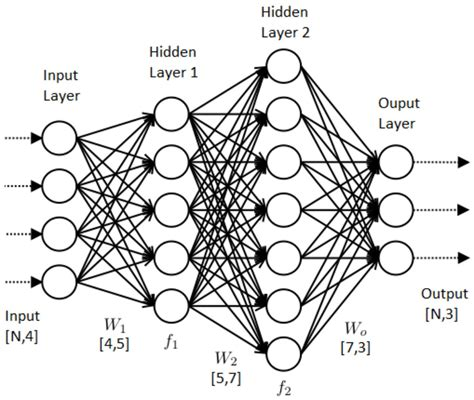 Hidden
Layer 2
Hidden
Layer 1
Input
Layer
Ouput
Layer
Input
[N,4]
W1
[4,5]
f1
W2
[5,7]
f2
Wo
[7,3]
Output
[N,3]